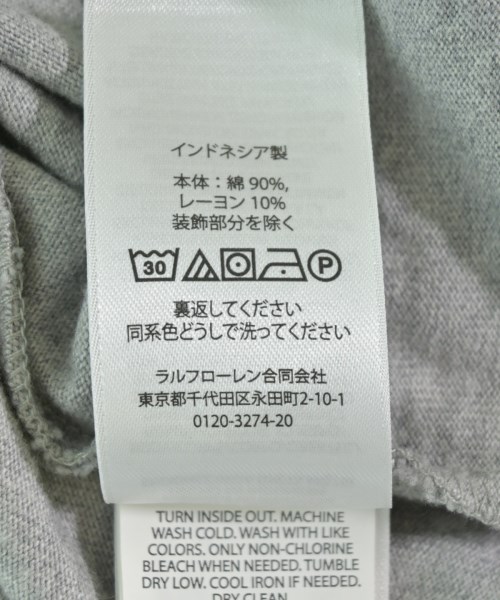 インドネシア製
本体：綿 90%,
レーヨン 10%
装飾部分を除く
30 P
裏返してください
同系色どうしで洗ってください
ラルフローレン合同会社
東京都千代田区永田町2-10-1
0120-3274-20
TURN INSIDE OUT. MACHINE
WASH COLD. WASH WITH LIKE
COLORS. ONLY NON-CHLORINE
BLEACH WHEN NEEDED. TUMBLE
DRY LOW. COOL IRON IF NEEDED.
DRY CLEAN